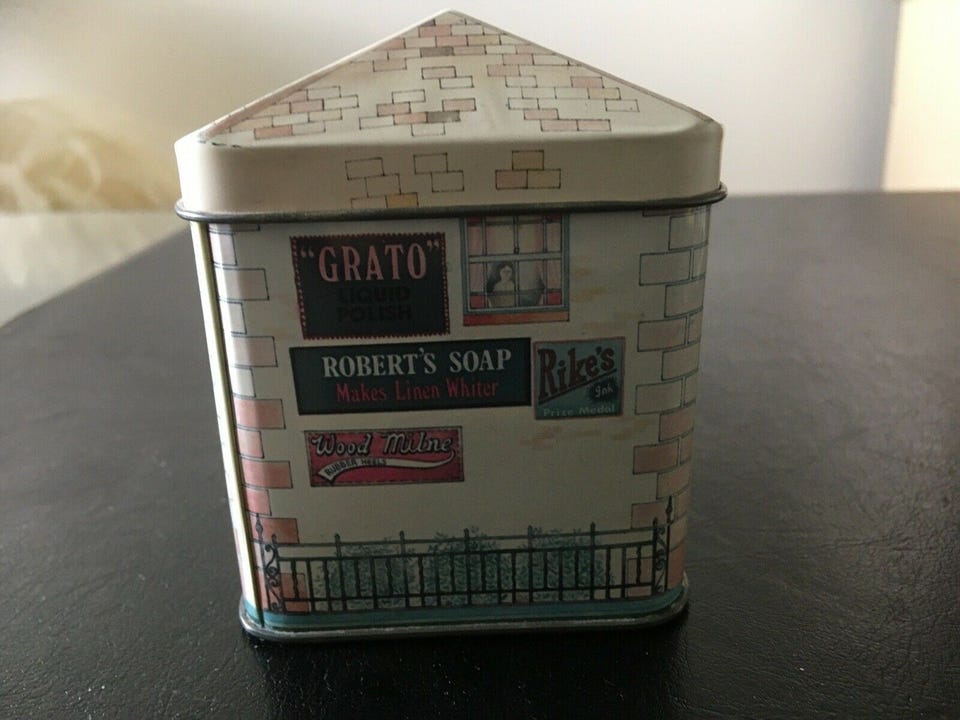 "GRATO"
LIQUID
POLISH
ROBERT'S SOAP
Makes Linen Whiter
Rike's
Ink
Prize Medal
Wood Milne
RUBBER HEELS